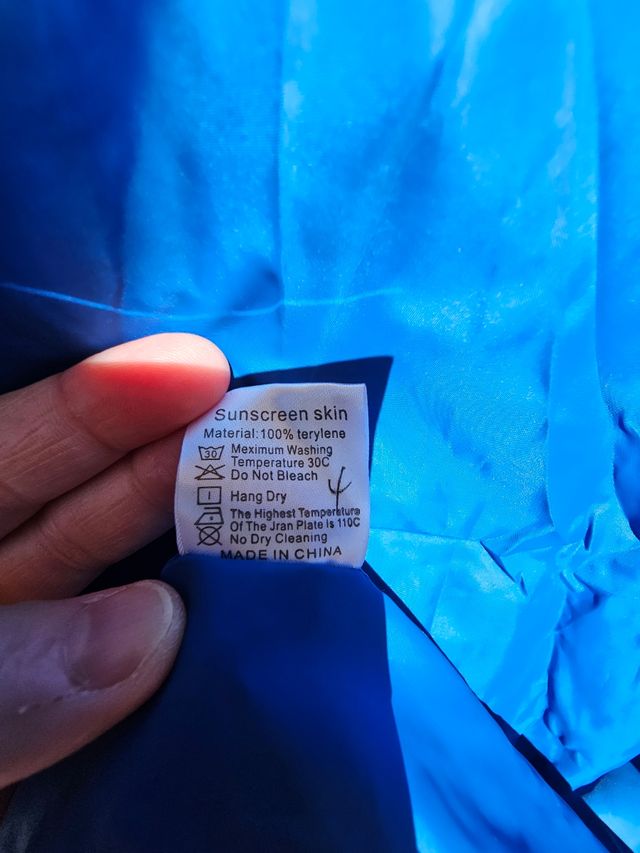 Sunscreen skin
Material:100% terylene
30 Meximum Washing
Temperature 30C
Do Not Bleach
Hang Dry
The Highest Temperature
Of The Jran Plate Is 110C
No Dry Cleaning
MADE IN CHINA